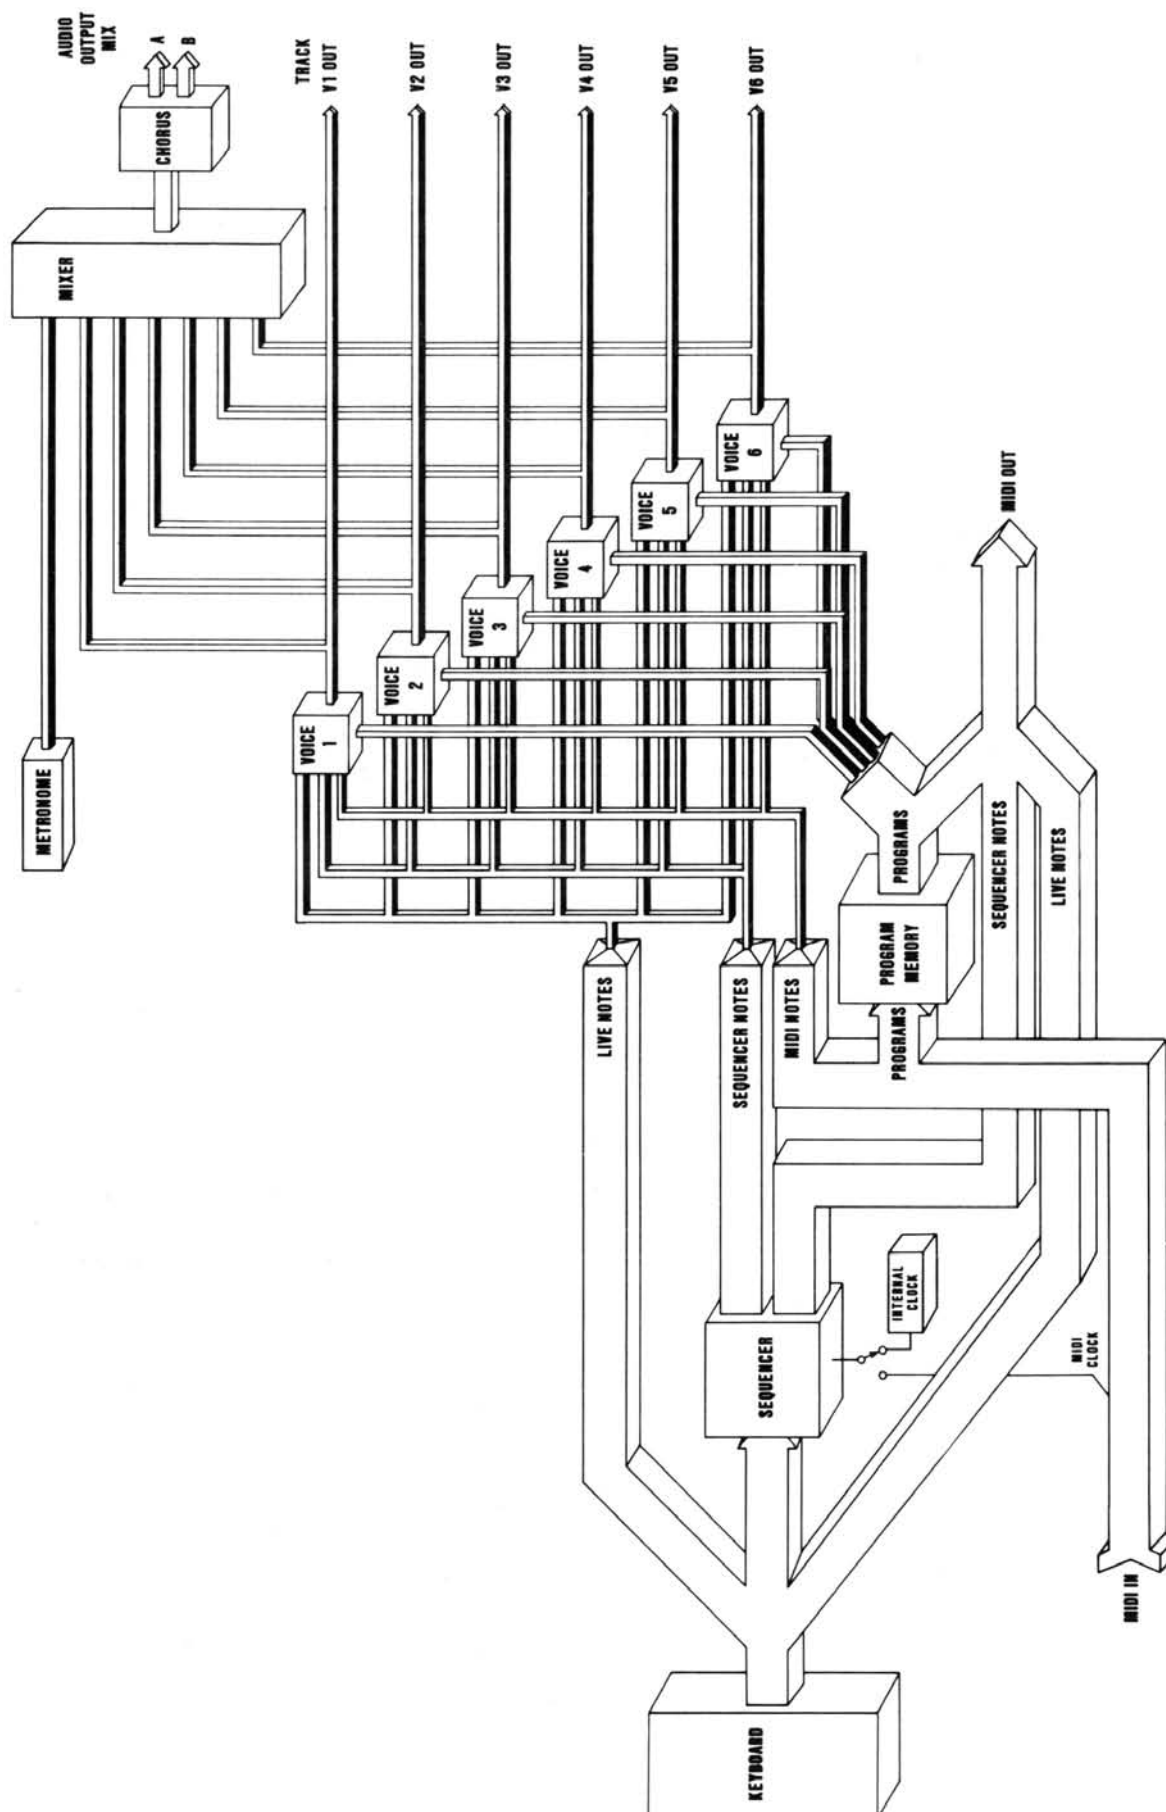 AUDIO
OUTPUT
MIX
A
B
CHORUS
MIXER
METRONOME
TRACK
V1 OUT
V2 OUT
V3 OUT
V4 OUT
V5 OUT
V6 OUT
VOICE
1
VOICE
2
VOICE
3
VOICE
4
VOICE
5
VOICE
6
LIVE NOTES
SEQUENCER NOTES
MIDI NOTES
PROGRAMS
PROGRAM
MEMORY
PROGRAMS
SEQUENCER NOTES
LIVE NOTES
MIDI OUT
SEQUENCER
INTERNAL
CLOCK
MIDI
CLOCK
KEYBOARD
MIDI IN